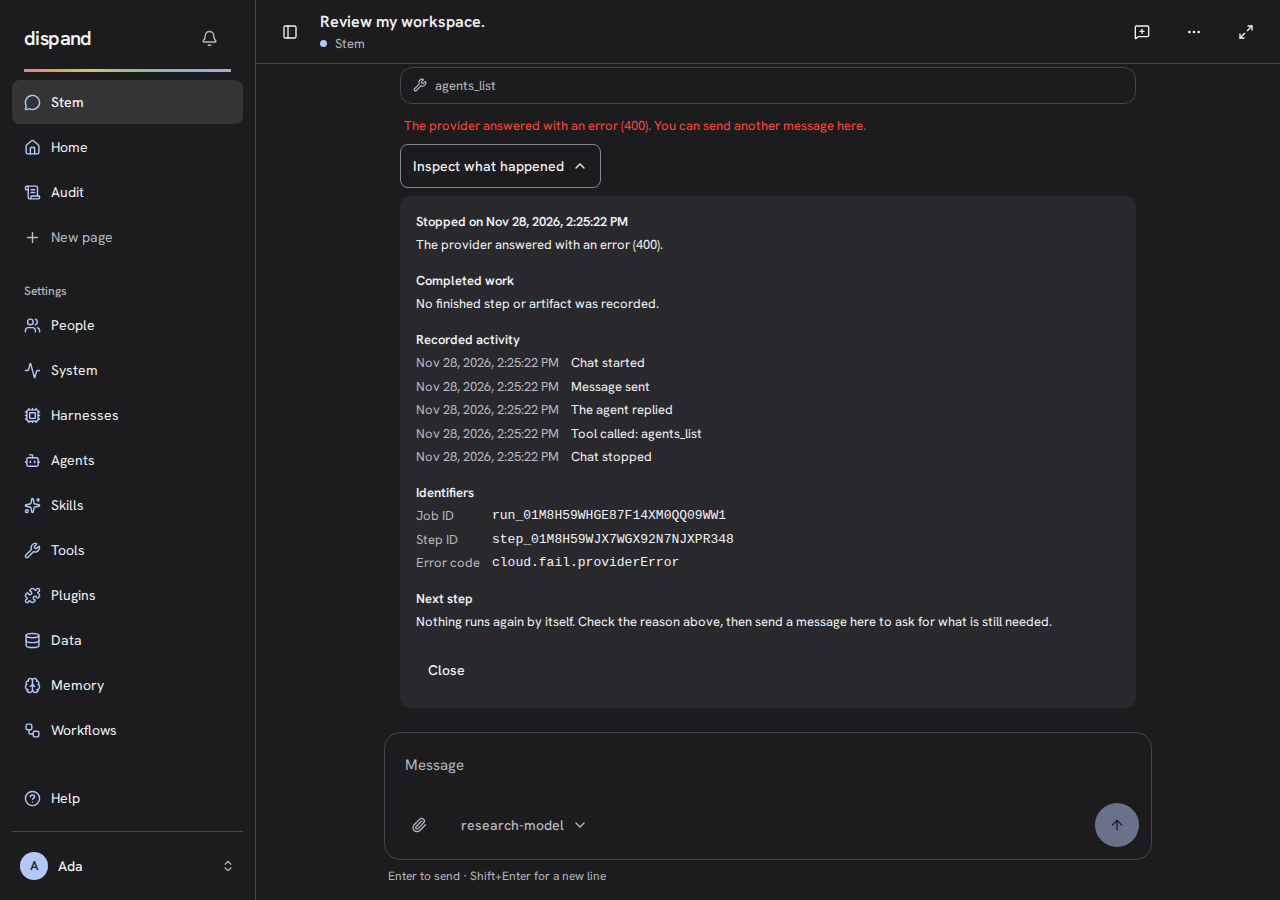 dispand
Stem
Home
Audit
New page
Settings
People
System
Harnesses
Agents
Skills
Tools
Plugins
Data
Memory
Workflows
Help
A
Ada
Review my workspace.
Stem
agents_list
The provider answered with an error (400). You can send another message here.
Inspect what happened
Stopped on Nov 28, 2026, 2:25:22 PM
The provider answered with an error (400).
Completed work
No finished step or artifact was recorded.
Recorded activity
Nov 28, 2026, 2:25:22 PM Chat started
Nov 28, 2026, 2:25:22 PM Message sent
Nov 28, 2026, 2:25:22 PM The agent replied
Nov 28, 2026, 2:25:22 PM Tool called: agents_list
Nov 28, 2026, 2:25:22 PM Chat stopped
Identifiers
Job ID run_01M8H59WHGE87F14XM0QQ09WW1
Step ID step_01M8H59WJX7WGX92N7NJXPR348
Error code cloud.fail.providerError
Next step
Nothing runs again by itself. Check the reason above, then send a message here to ask for what is still needed.
Close
Message
research-model
Enter to send · Shift+Enter for a new line